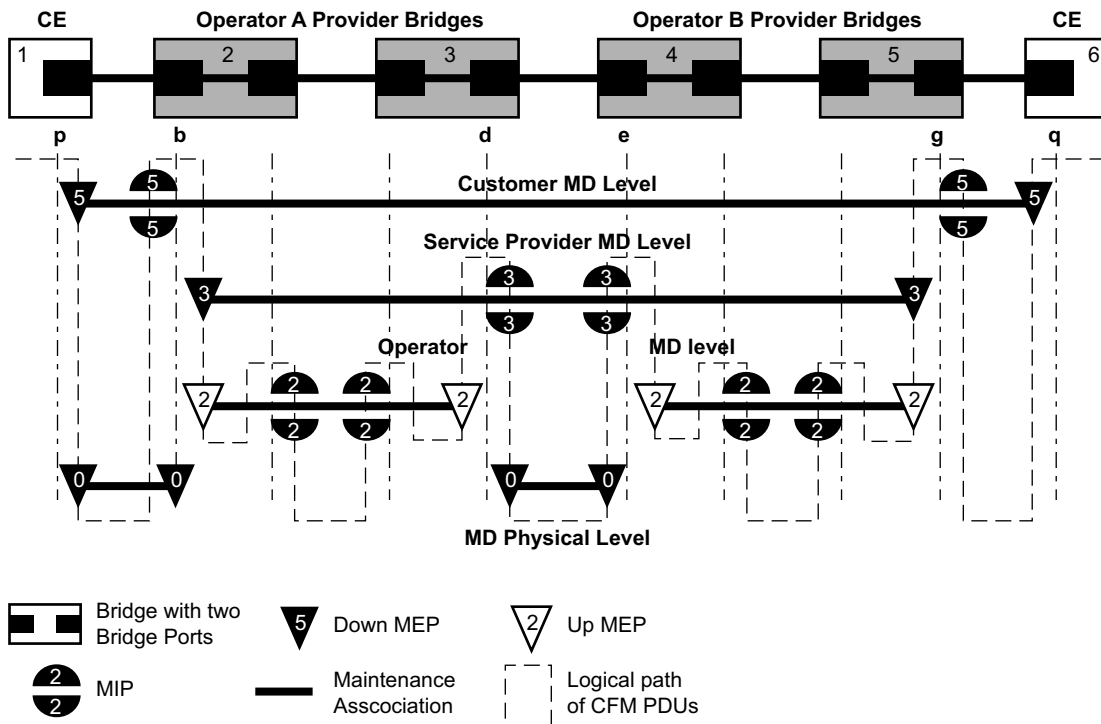 CE Operator A Provider Bridges Operator B Provider Bridges CE
1 2 3 4 5 6
p b d e g q
5 5 Customer MD Level 5 5
5 5
Service Provider MD Level
3 3 3 3
3 3
Operator MD level
2 2 2 2 2 2 2 2
2 2 2 2
0 0 0 0
MD Physical Level
Bridge with two
Bridge Ports
5 Down MEP
2 Up MEP
2
2
MIP
Maintenance
Asscociation
Logical path
of CFM PDUs